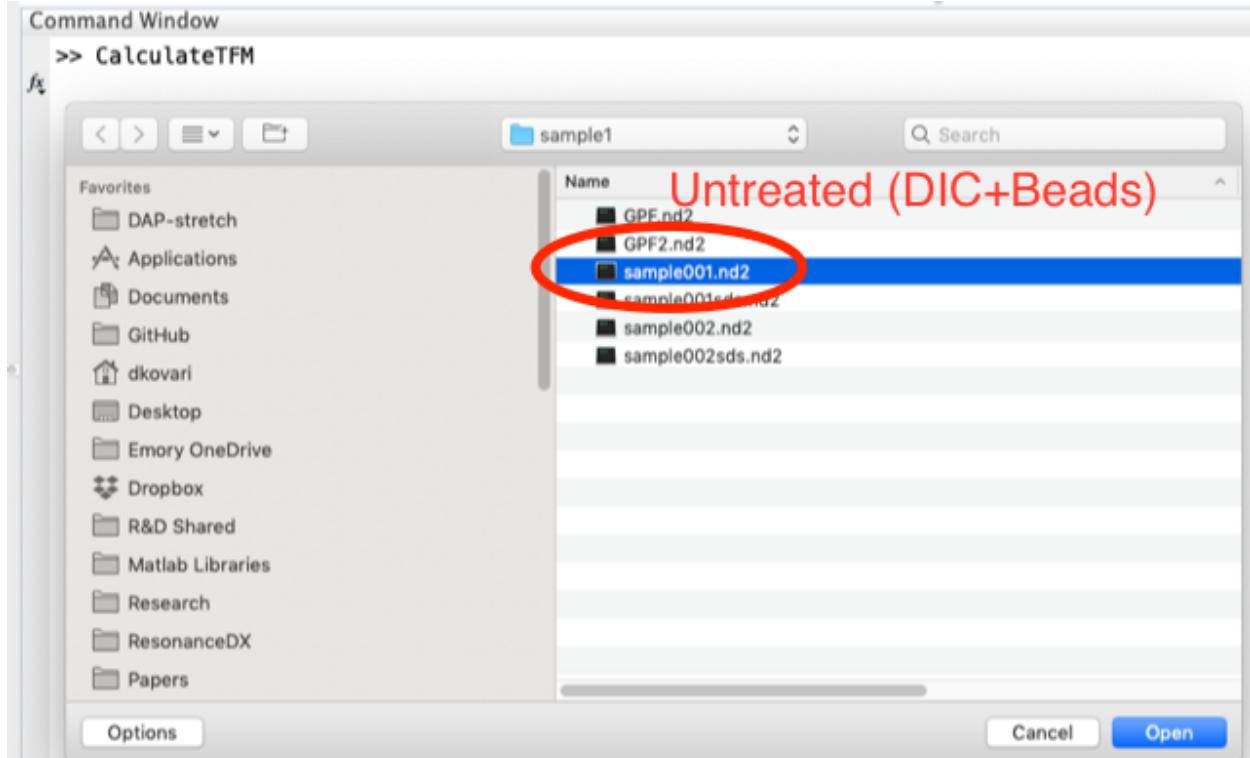 Command Window
>> CalculateTFM
fx
sample1
Search
Favorites
DAP-stretch
Applications
Documents
GitHub
dkovari
Desktop
Emory OneDrive
Dropbox
R&D Shared
Matlab Libraries
Research
ResonanceDX
Papers
Name
Untreated (DIC+Beads)
GPF.nd2
GPF2.nd2
sample001.nd2
sample001sds.nd2
sample002.nd2
sample002sds.nd2
Options
Cancel
Open